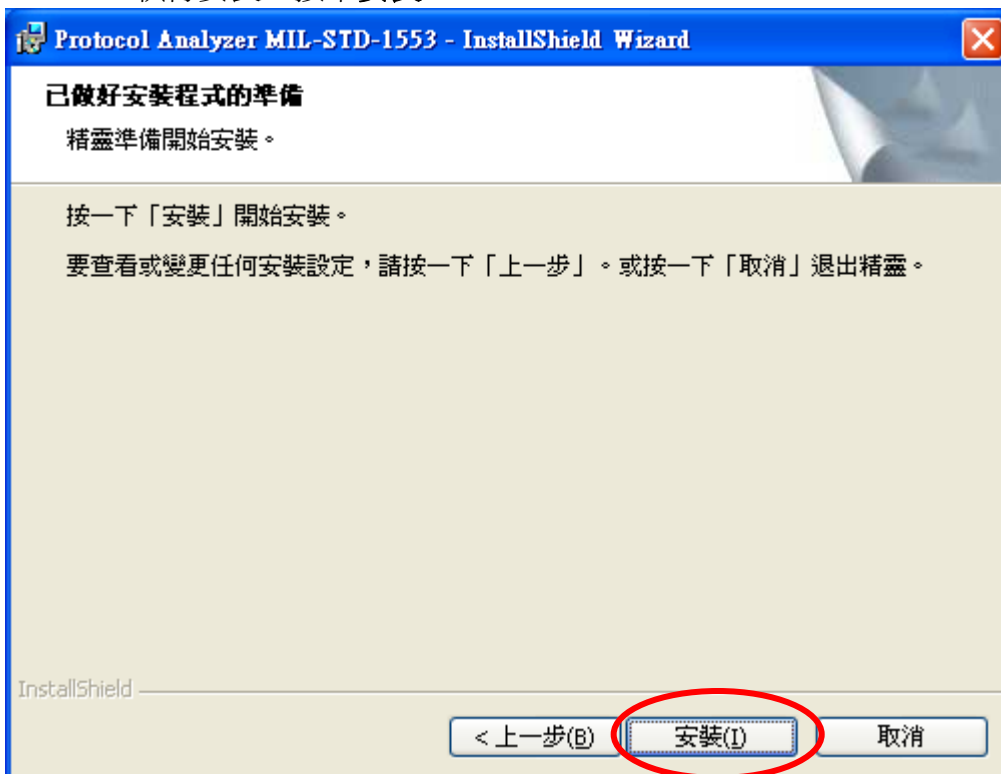 Protocol Analyzer MIL-STD-1553 - InstallShield Wizard
已做好安裝程式的準備
精靈準備開始安裝。
按一下「安裝」開始安裝。
要查看或變更任何安裝設定，請按一下「上一步」。或按一下「取消」退出精靈。
InstallShield
< 上一步(B) 安裝(I) 取消